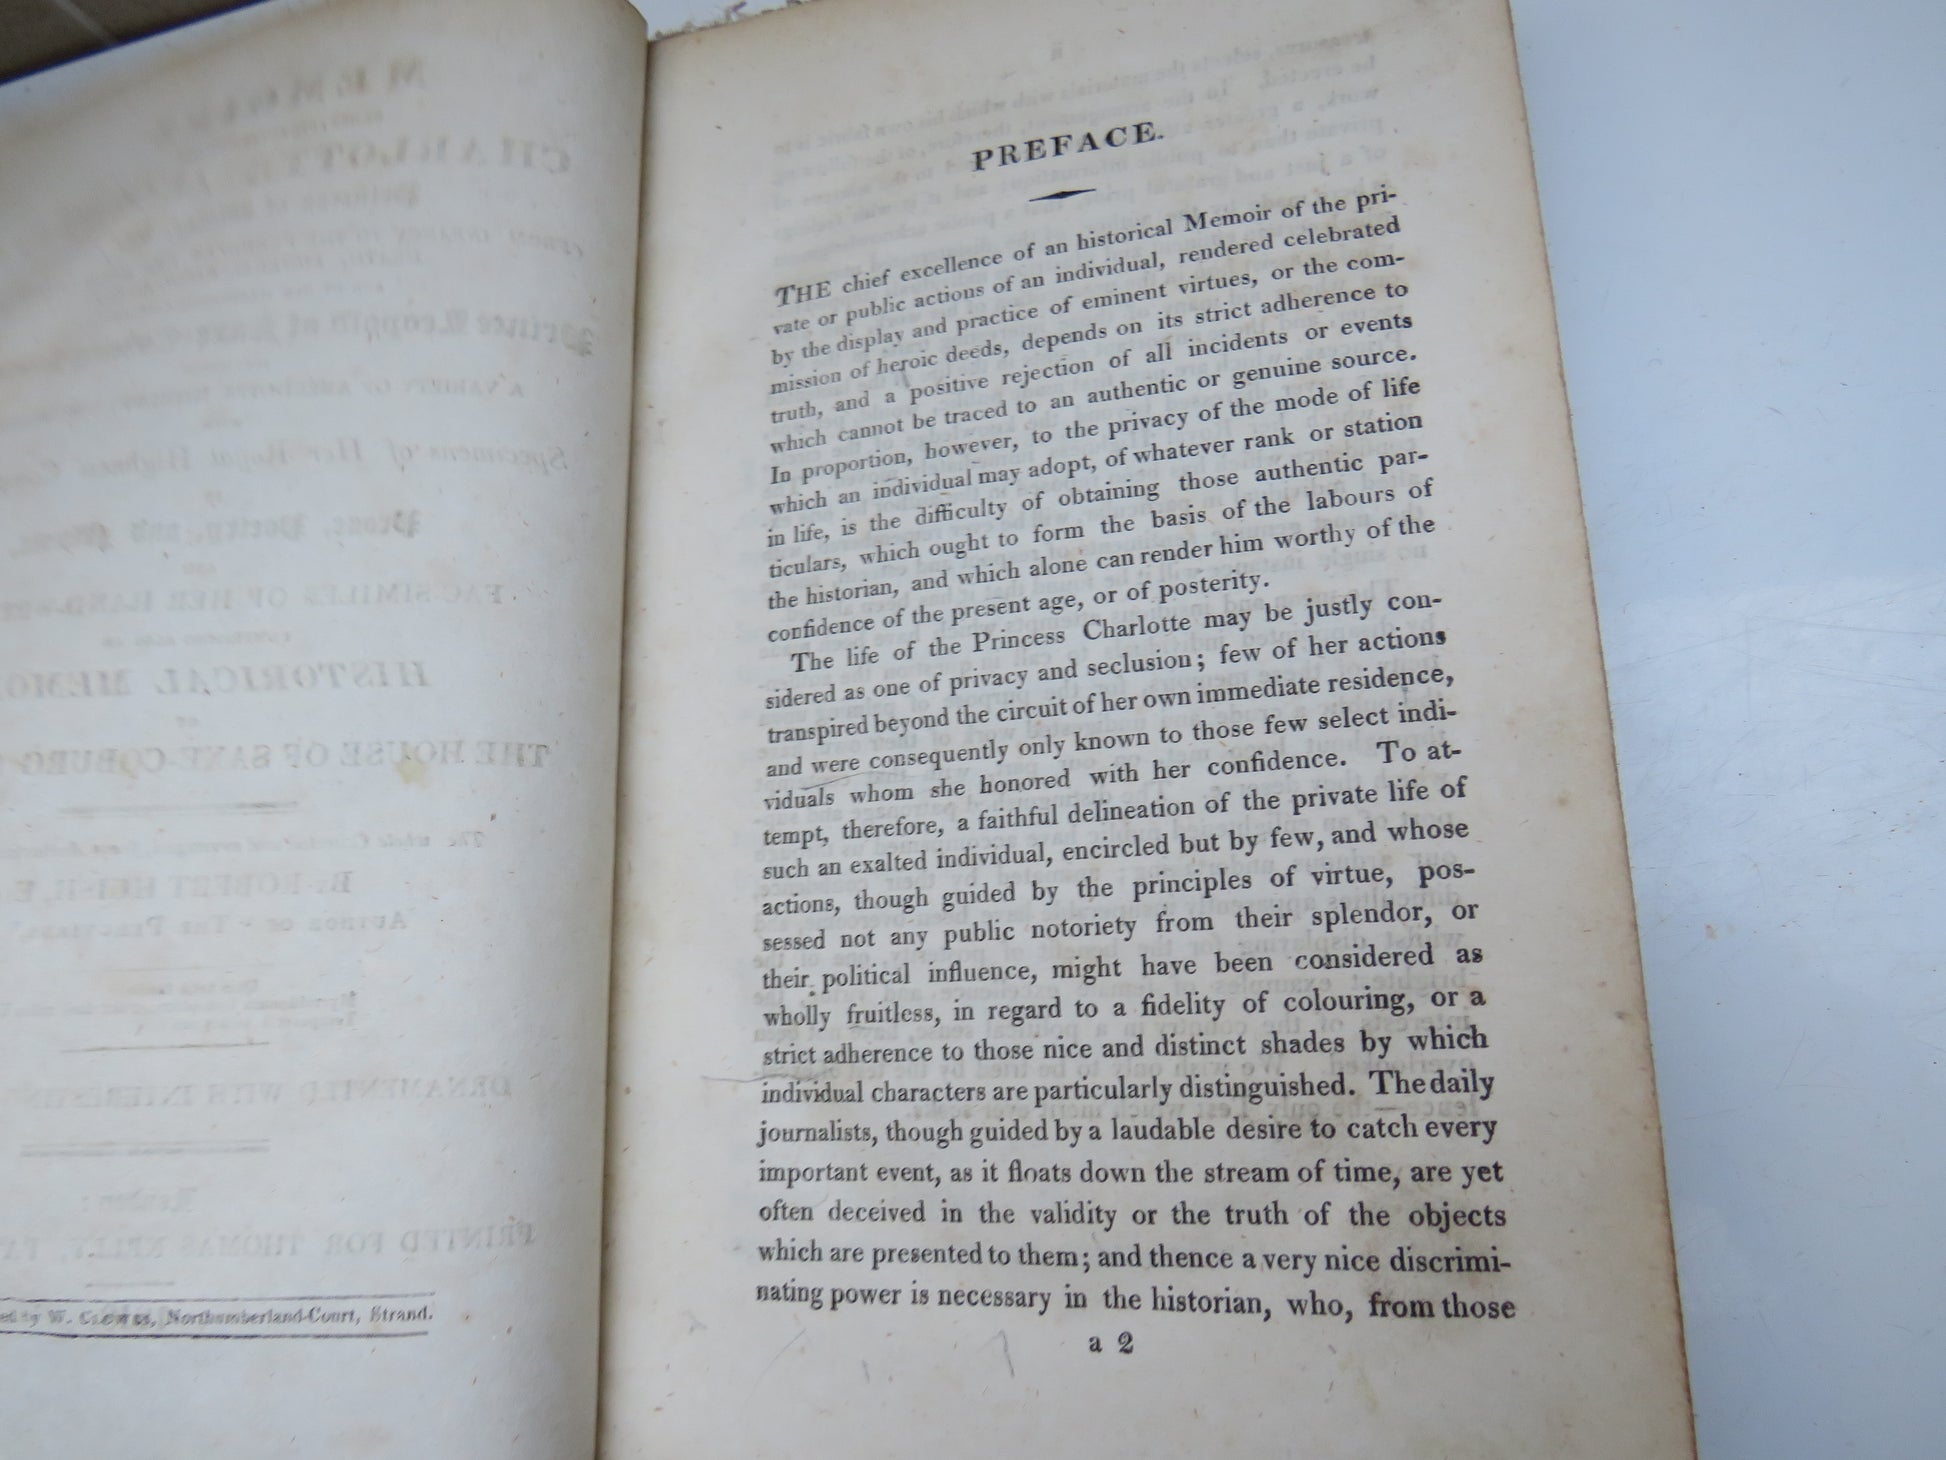 PREFACE.
THE chief excellence of an historical Memoir of the pri-
vate or public actions of an individual, rendered celebrated
by the display and practice of eminent virtues, or the com-
mission of heroic deeds, depends on its strict adherence to
truth, and a positive rejection of all incidents or events
which cannot be traced to an authentic or genuine source.
In proportion, however, to the privacy of the mode of life
which an individual may adopt, of whatever rank or station
in life, is the difficulty of obtaining those authentic par-
ticulars, which ought to form the basis of the labours of
the historian, and which alone can render him worthy of the
confidence of the present age, or of posterity.
The life of the Princess Charlotte may be justly con-
sidered as one of privacy and seclusion; few of her actions
transpired beyond the circuit of her own immediate residence,
and were consequently only known to those few select indi-
viduals whom she honored with her confidence. To at-
tempt, therefore, a faithful delineation of the private life of
such an exalted individual, encircled but by few, and whose
actions, though guided by the principles of virtue, pos-
sessed not any public notoriety from their splendor, or
their political influence, might have been considered as
wholly fruitless, in regard to a fidelity of colouring, or a
strict adherence to those nice and distinct shades by which
individual characters are particularly distinguished. The daily
journalists, though guided by a laudable desire to catch every
important event, as it floats down the stream of time, are yet
often deceived in the validity or the truth of the objects
which are presented to them; and thence a very nice discrimi-
nating power is necessary in the historian, who, from those
a 2
by W. Clowes, Northumberland-Court, Strand.